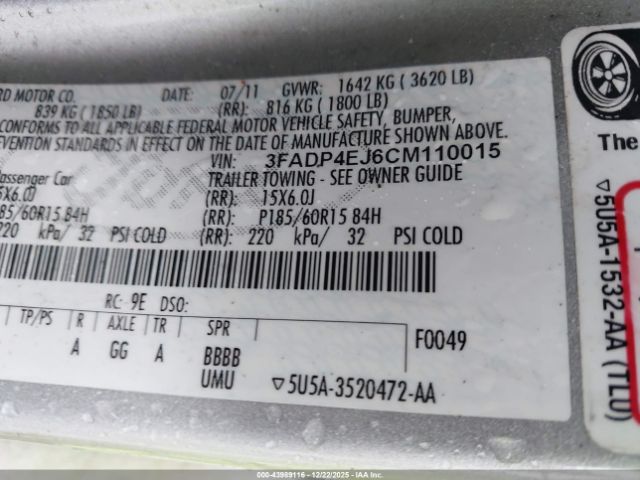 RD MOTOR CO. DATE: 07/11 GVWR: 1642 KG ( 3620 LB)
839 KG ( 1850 LB) (RR): 816 KG ( 1800 LB)
CONFORMS TO ALL APPLICABLE FEDERAL MOTOR VEHICLE SAFETY, BUMPER,
EVENTION STANDARDS IN EFFECT ON THE DATE OF MANUFACTURE SHOWN ABOVE.
VIN: 3FADP4EJ6CM110015
assenger Car TRAILER TOWING - SEE OWNER GUIDE
5X6.0J (RR): 15X6.0J
185/60R15 84H (RR): P185/60R15 84H
220 kPa/ 32 PSI COLD (RR): 220 kPa/ 32 PSI COLD
RC: 9E DSO:
TP/PS R AXLE TR SPR F0049
A GG A BBBB
UMU ▽5U5A-3520472-AA
The
▽5U5A-1532-AA (TLU)
000-43989116 - 12/22/2025 - COPYRIGHT IAA, LLC.